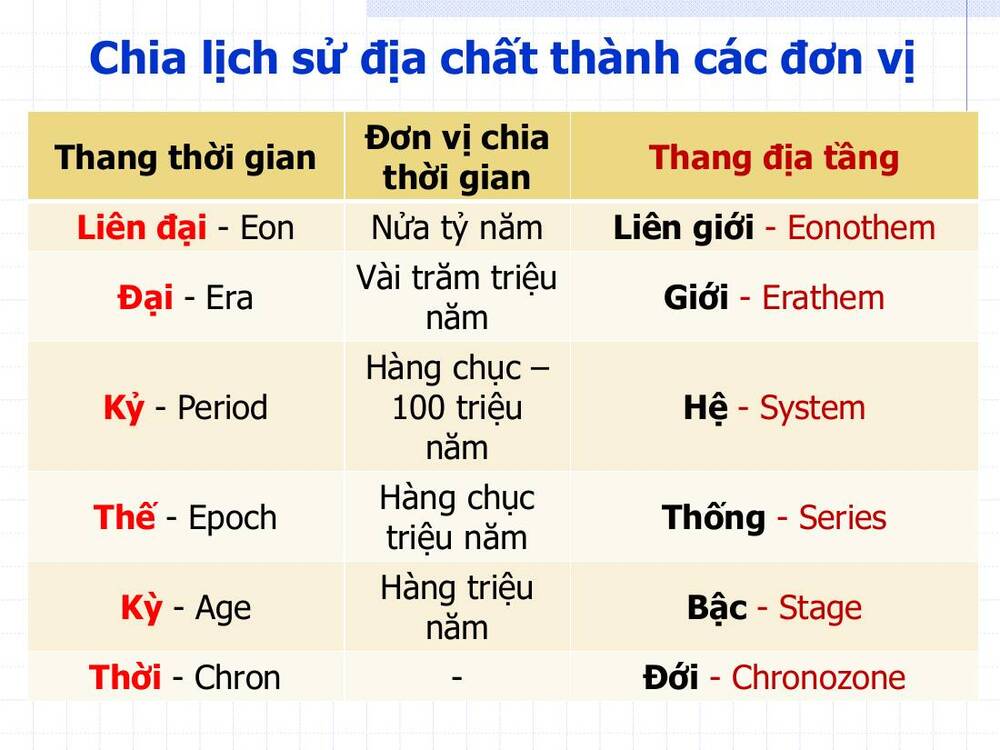 Chia lịch sử địa chất thành các đơn vị
Thang thời gian
Đơn vị chia
thời gian
Thang địa tầng
Liên đại - Eon
Nửa tỷ năm
Liên giới - Eonothem
Đại - Era
Vài trăm triệu
năm
Giới - Erathem
Kỷ - Period
Hàng chục –
100 triệu
năm
Hệ - System
Thế - Epoch
Hàng chục
triệu năm
Thống - Series
Kỳ - Age
Hàng triệu
năm
Bậc - Stage
Thời - Chron
-
Đới - Chronozone